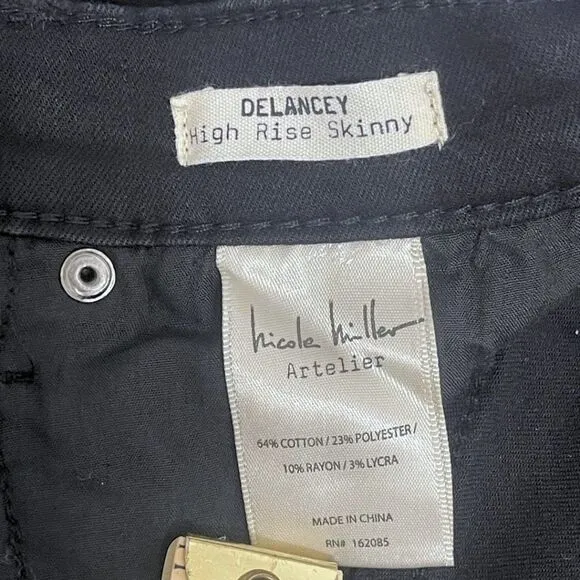 DELANCEY
High Rise Skinny
Nicole Miller
Artelier
64% COTTON / 23% POLYESTER /
10% RAYON / 3% LYCRA
MADE IN CHINA
RN# 162085